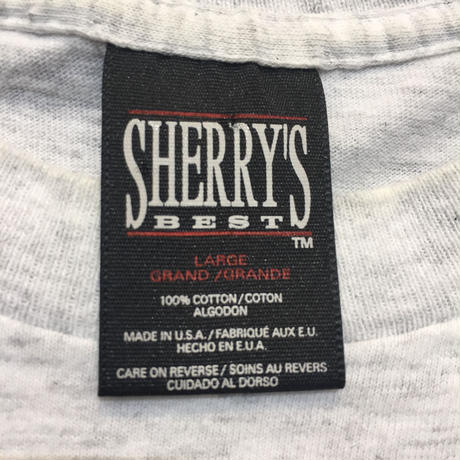 SHERRY'S
BEST
TM
LARGE
GRAND/GRANDE
100% COTTON/COTON
ALGODON
MADE IN U.S.A./FABRIQUÉ AUX E.U.
HECHO EN E.U.A.
CARE ON REVERSE/SOINS AU REVERS
CUIDADO AL DORSO